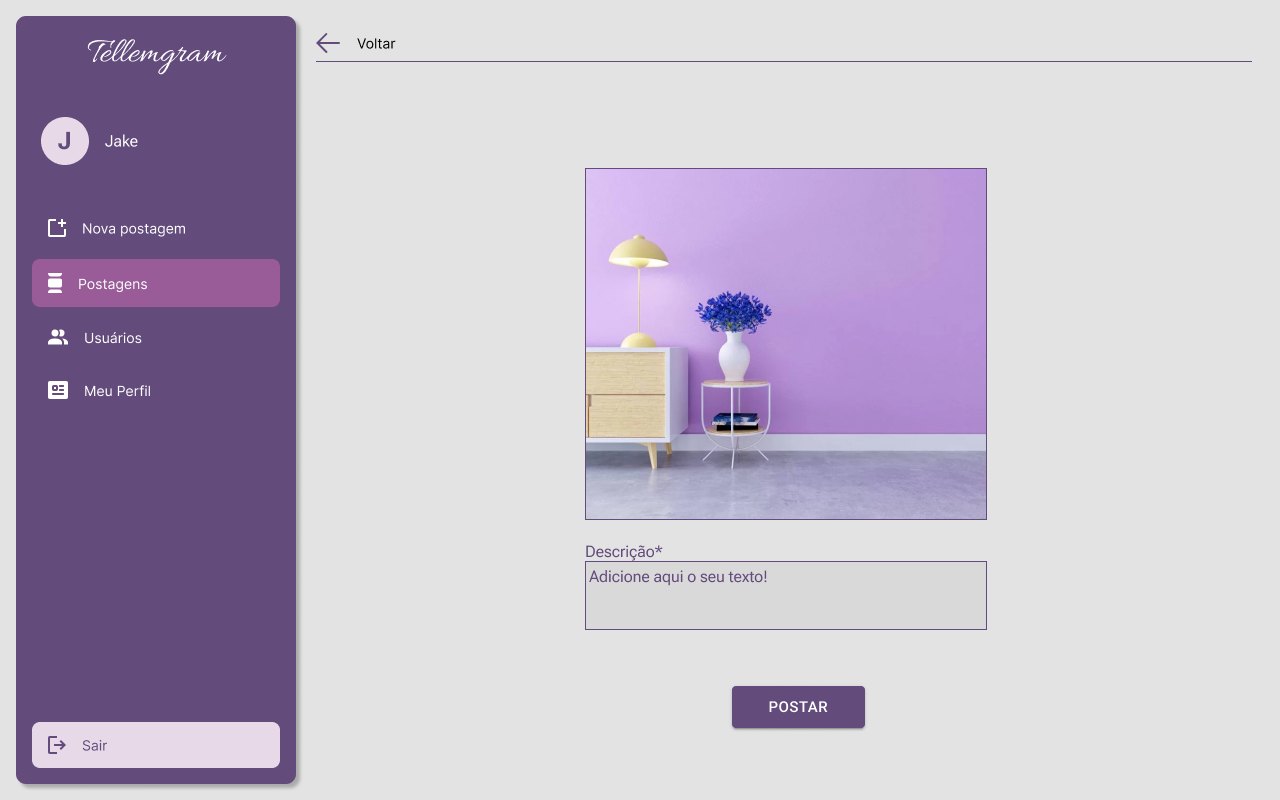 Tellemgram
J
Jake
Nova postagem
Postagens
Usuários
Meu Perfil
Sair
Voltar
Descrição*
Adicione aqui o seu texto!
POSTAR